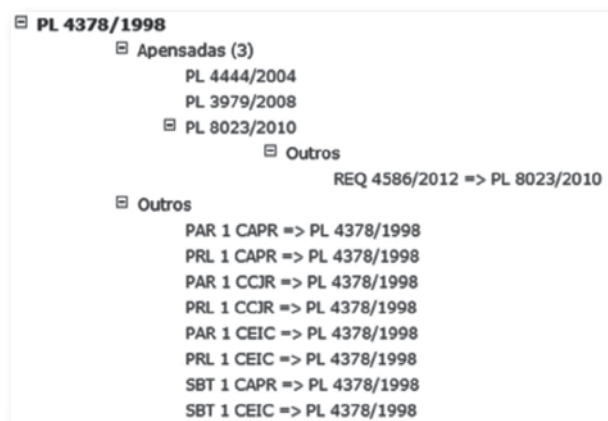 PL 4378/1998
Apensadas (3)
PL 4444/2004
PL 3979/2008
PL 8023/2010
Outros
REQ 4586/2012 => PL 8023/2010
Outros
PAR 1 CAPR => PL 4378/1998
PRL 1 CAPR => PL 4378/1998
PAR 1 CCJR => PL 4378/1998
PRL 1 CCJR => PL 4378/1998
PAR 1 CEIC => PL 4378/1998
PRL 1 CEIC => PL 4378/1998
SBT 1 CAPR => PL 4378/1998
SBT 1 CEIC => PL 4378/1998